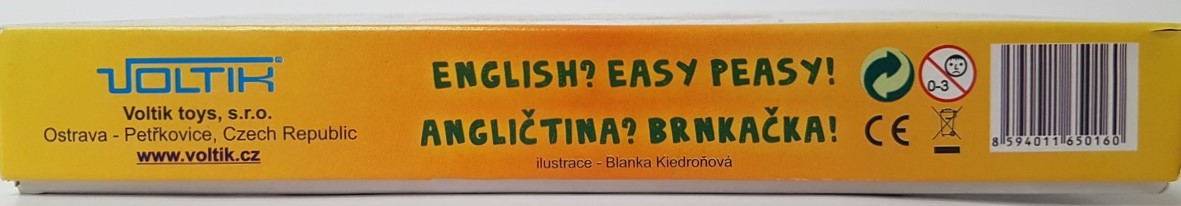 VOLTIK
Voltik toys, s.r.o.
Ostrava - Petřkovice, Czech Republic
www.voltik.cz
ENGLISH? EASY PEASY!
ANGLIČTINA? BRNKAČKA!
ilustrace - Blanka Kiedroňová
0-3
CE
8 594011 650160